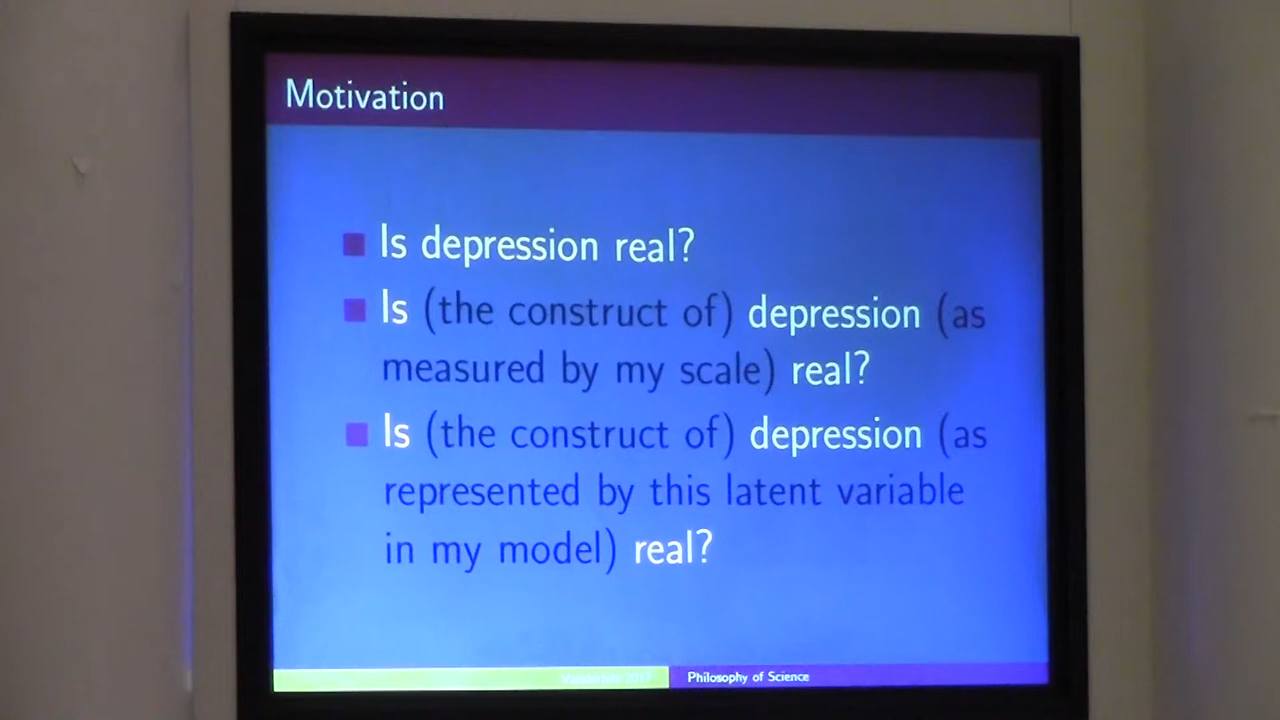 Motivation
Is depression real?
Is (the construct of) depression (as
measured by my scale) real?
Is (the construct of) depression (as
represented by this latent variable
in my model) real?
Philosophy of Science